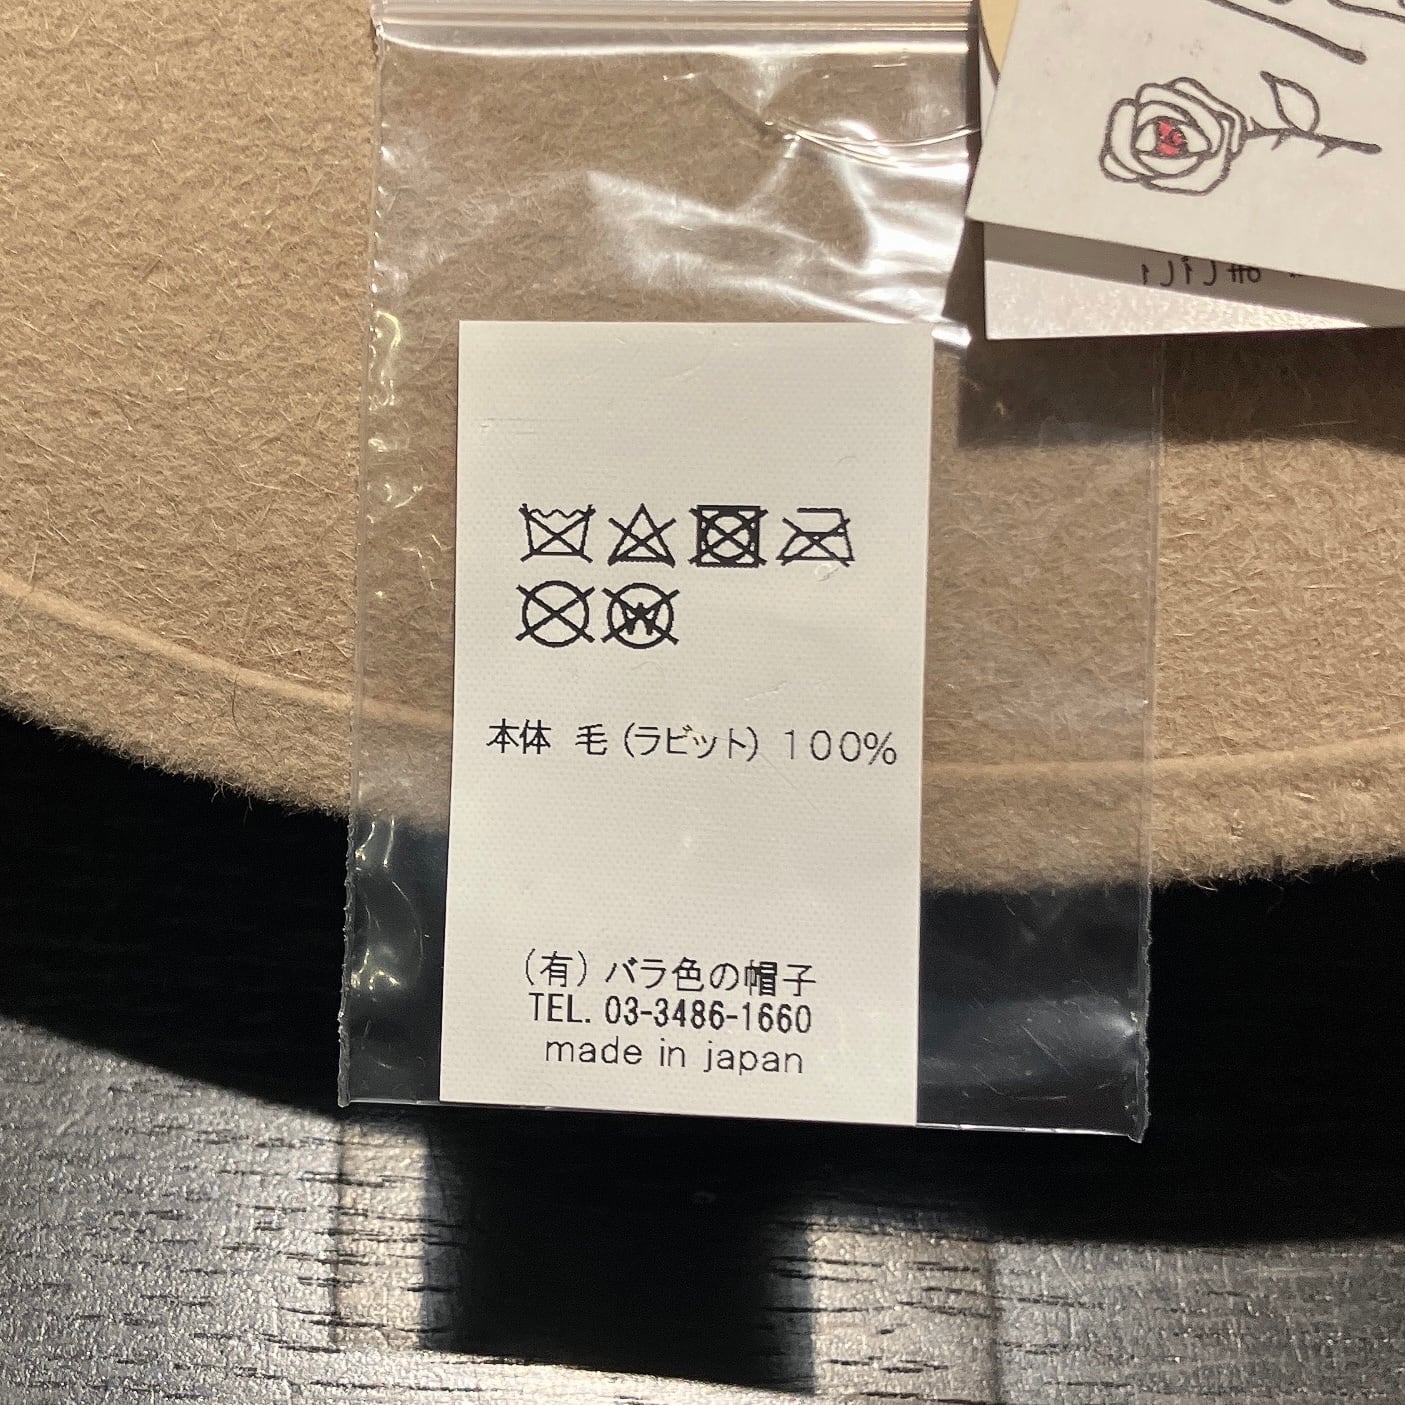 本体 毛（ラビット）１００％
（有）バラ色の帽子
TEL. 03-3486-1660
made in japan